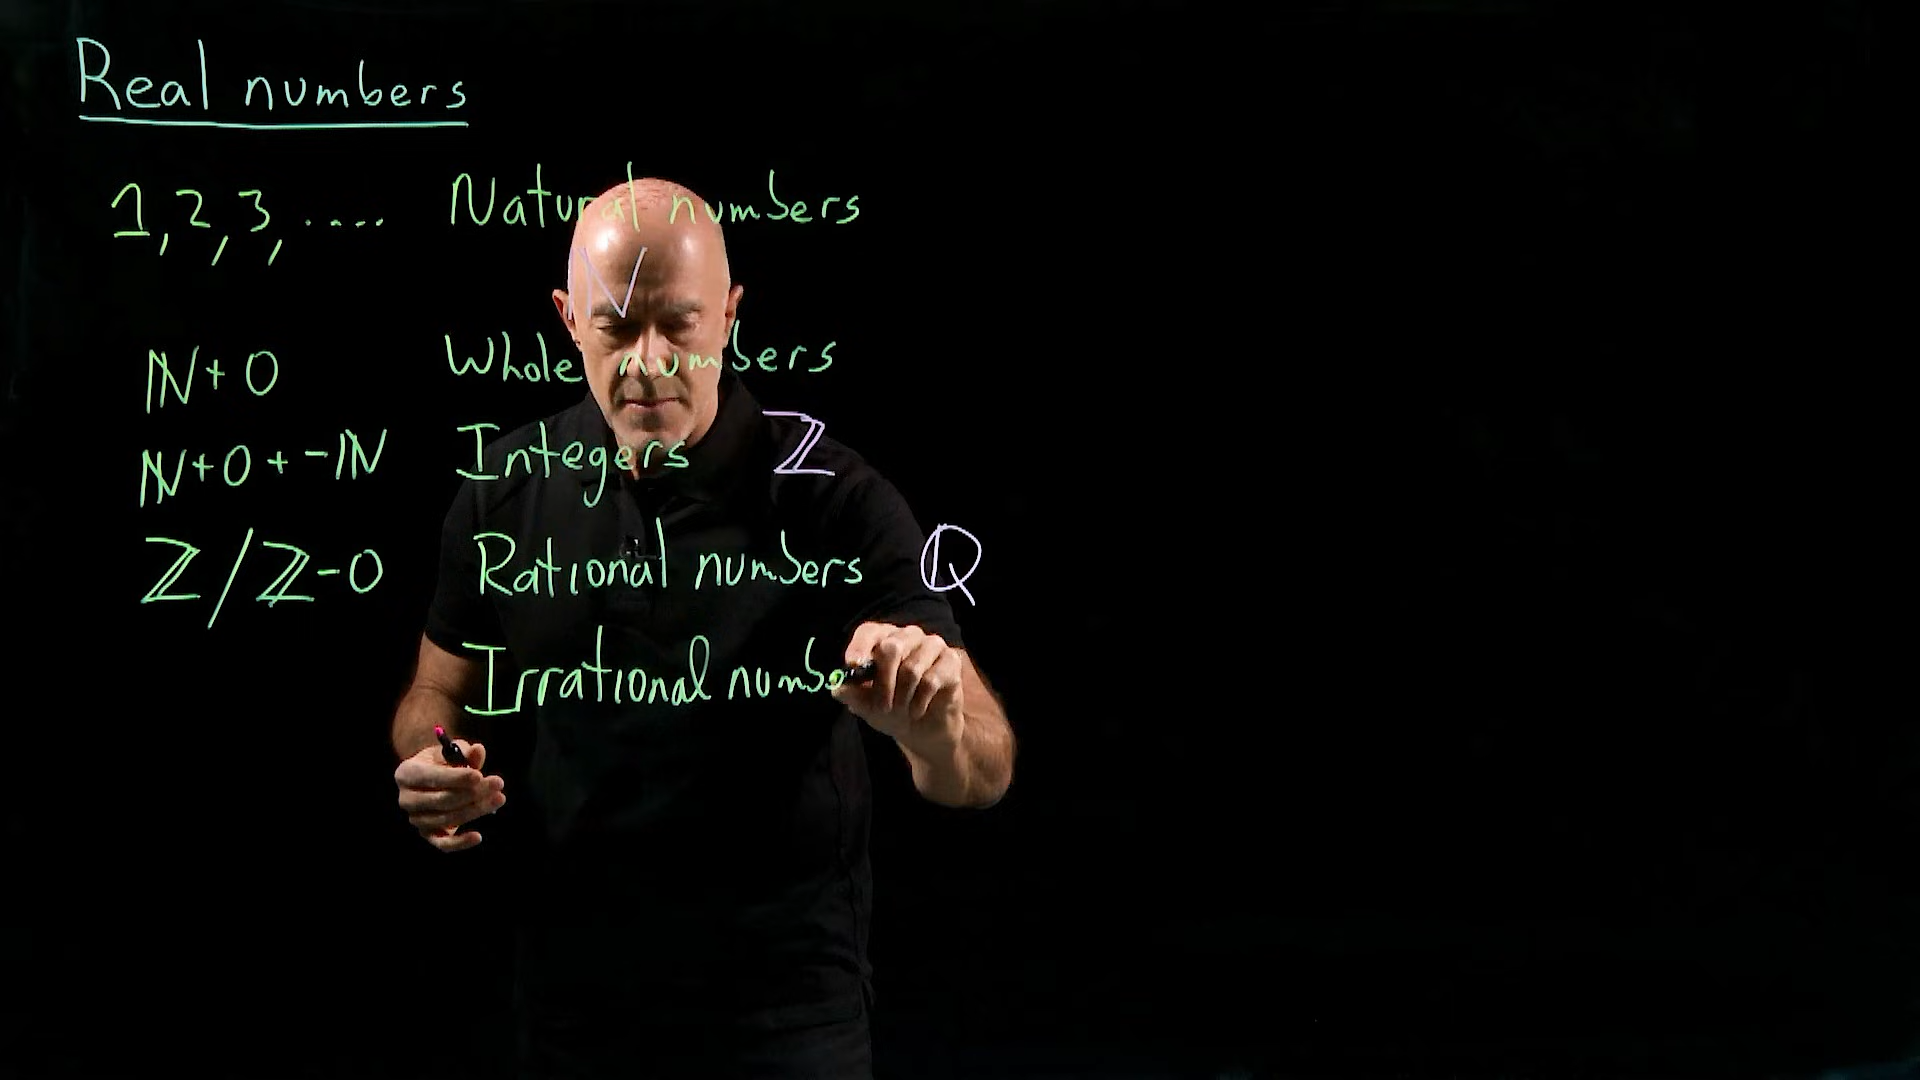 Real numbers
1, 2, 3, .... Natural numbers
ℕ
ℕ + 0 Whole numbers
ℕ + 0 + -ℕ Integers ℤ
ℤ / ℤ - 0 Rational numbers ℚ
Irrational numbe